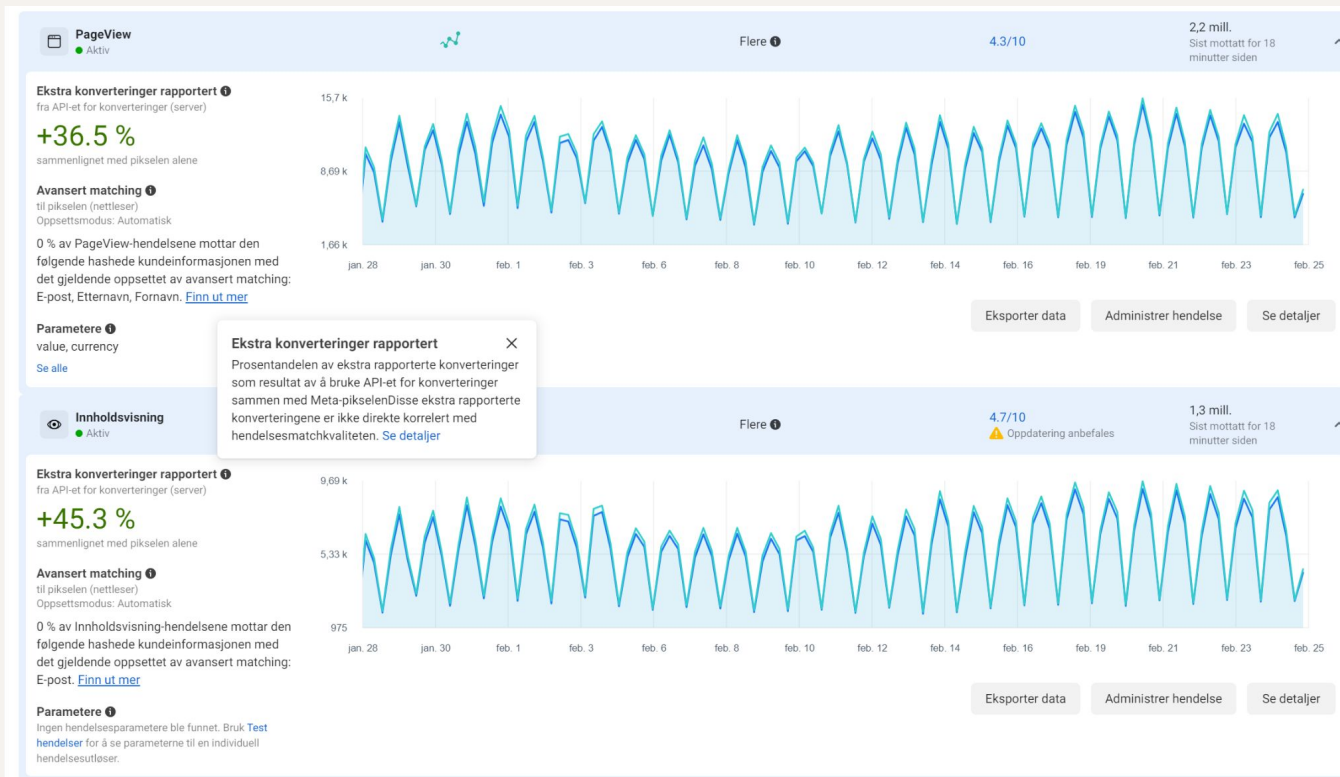 PageView
Aktiv
Flere
4.3/10
2,2 mill.
Sist mottatt for 18
minutter siden
Ekstra konverteringer rapportert
fra API-et for konverteringer (server)
+36.5 %
sammenlignet med pikselen alene
Avansert matching
til pikselen (nettleser)
Oppsettsmodus: Automatisk
0 % av PageView-hendelsene mottar den
følgende hashede kundeinformasjonen med
det gjeldende oppsettet av avansert matching:
E-post, Etternavn, Fornavn. Finn ut mer
Parametere
value, currency
Se alle
15,7 k
8,69 k
1,66 k
jan. 28 jan. 30 feb. 1 feb. 3 feb. 6 feb. 8 feb. 10 feb. 12 feb. 14 feb. 16 feb. 19 feb. 21 feb. 23 feb. 25
Eksporter data Administrer hendelse Se detaljer
Ekstra konverteringer rapportert
Prosentandelen av ekstra rapporterte konverteringer
som resultat av å bruke API-et for konverteringer
sammen med Meta-pikselenDisse ekstra rapporterte
konverteringene er ikke direkte korrelert med
hendelsesmatchkvaliteten. Se detaljer
Innholdsvisning
Aktiv
Flere
4.7/10
Oppdatering anbefales
1,3 mill.
Sist mottatt for 18
minutter siden
Ekstra konverteringer rapportert
fra API-et for konverteringer (server)
+45.3 %
sammenlignet med pikselen alene
Avansert matching
til pikselen (nettleser)
Oppsettsmodus: Automatisk
0 % av Innholdsvisning-hendelsene mottar den
følgende hashede kundeinformasjonen med
det gjeldende oppsettet av avansert matching:
E-post. Finn ut mer
Parametere
Ingen hendelsesparametere ble funnet. Bruk Test
hendelser for å se parameterne til en individuell
hendelsesutløser.
9,69 k
5,33 k
975
jan. 28 jan. 30 feb. 1 feb. 3 feb. 6 feb. 8 feb. 10 feb. 12 feb. 14 feb. 16 feb. 19 feb. 21 feb. 23 feb. 25
Eksporter data Administrer hendelse Se detaljer